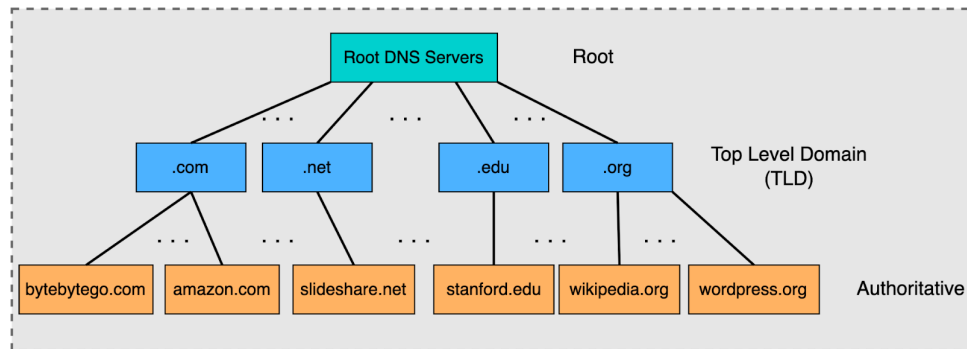 Root DNS Servers
Root
. . .
. . .
. . .
.com
.net
.edu
.org
Top Level Domain
(TLD)
. . .
. . .
. . .
. . .
. . .
bytebytego.com
amazon.com
slideshare.net
stanford.edu
wikipedia.org
wordpress.org
Authoritative